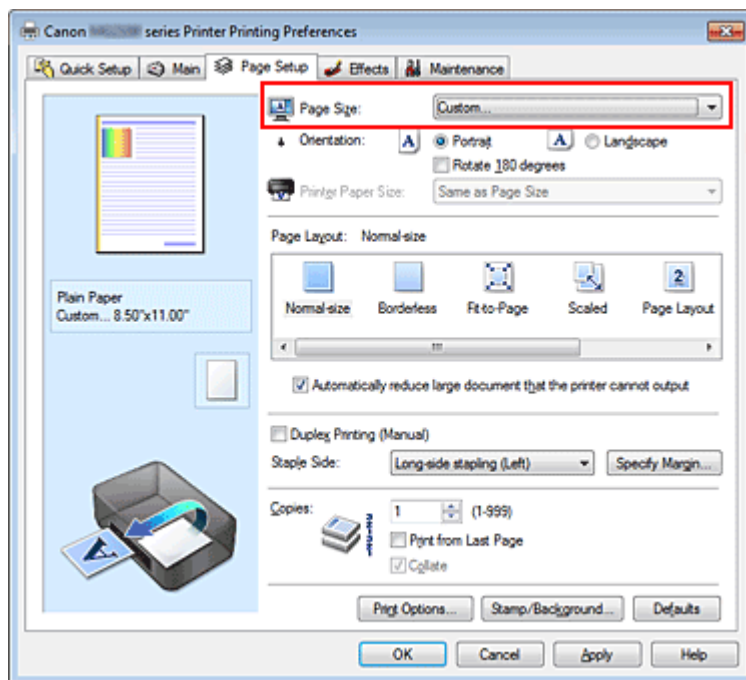 Canon series Printer Printing Preferences
Quick Setup Main Page Setup Effects Maintenance
Page Size: Custom...
Orientation: A Portrait A Landscape
Rotate 180 degrees
Printer Paper Size: Same as Page Size
Page Layout: Normal-size
2
Normal-size Borderless Fit-to-Page Scaled Page Layout
Plain Paper
Custom... 8.50"x11.00"
Automatically reduce large document that the printer cannot output
Duplex Printing (Manual)
Staple Side: Long-side stapling (Left) Specify Margin...
Copies: 1 (1-999)
Print from Last Page
Collate
A
Print Options... Stamp/Background... Defaults
OK Cancel Apply Help